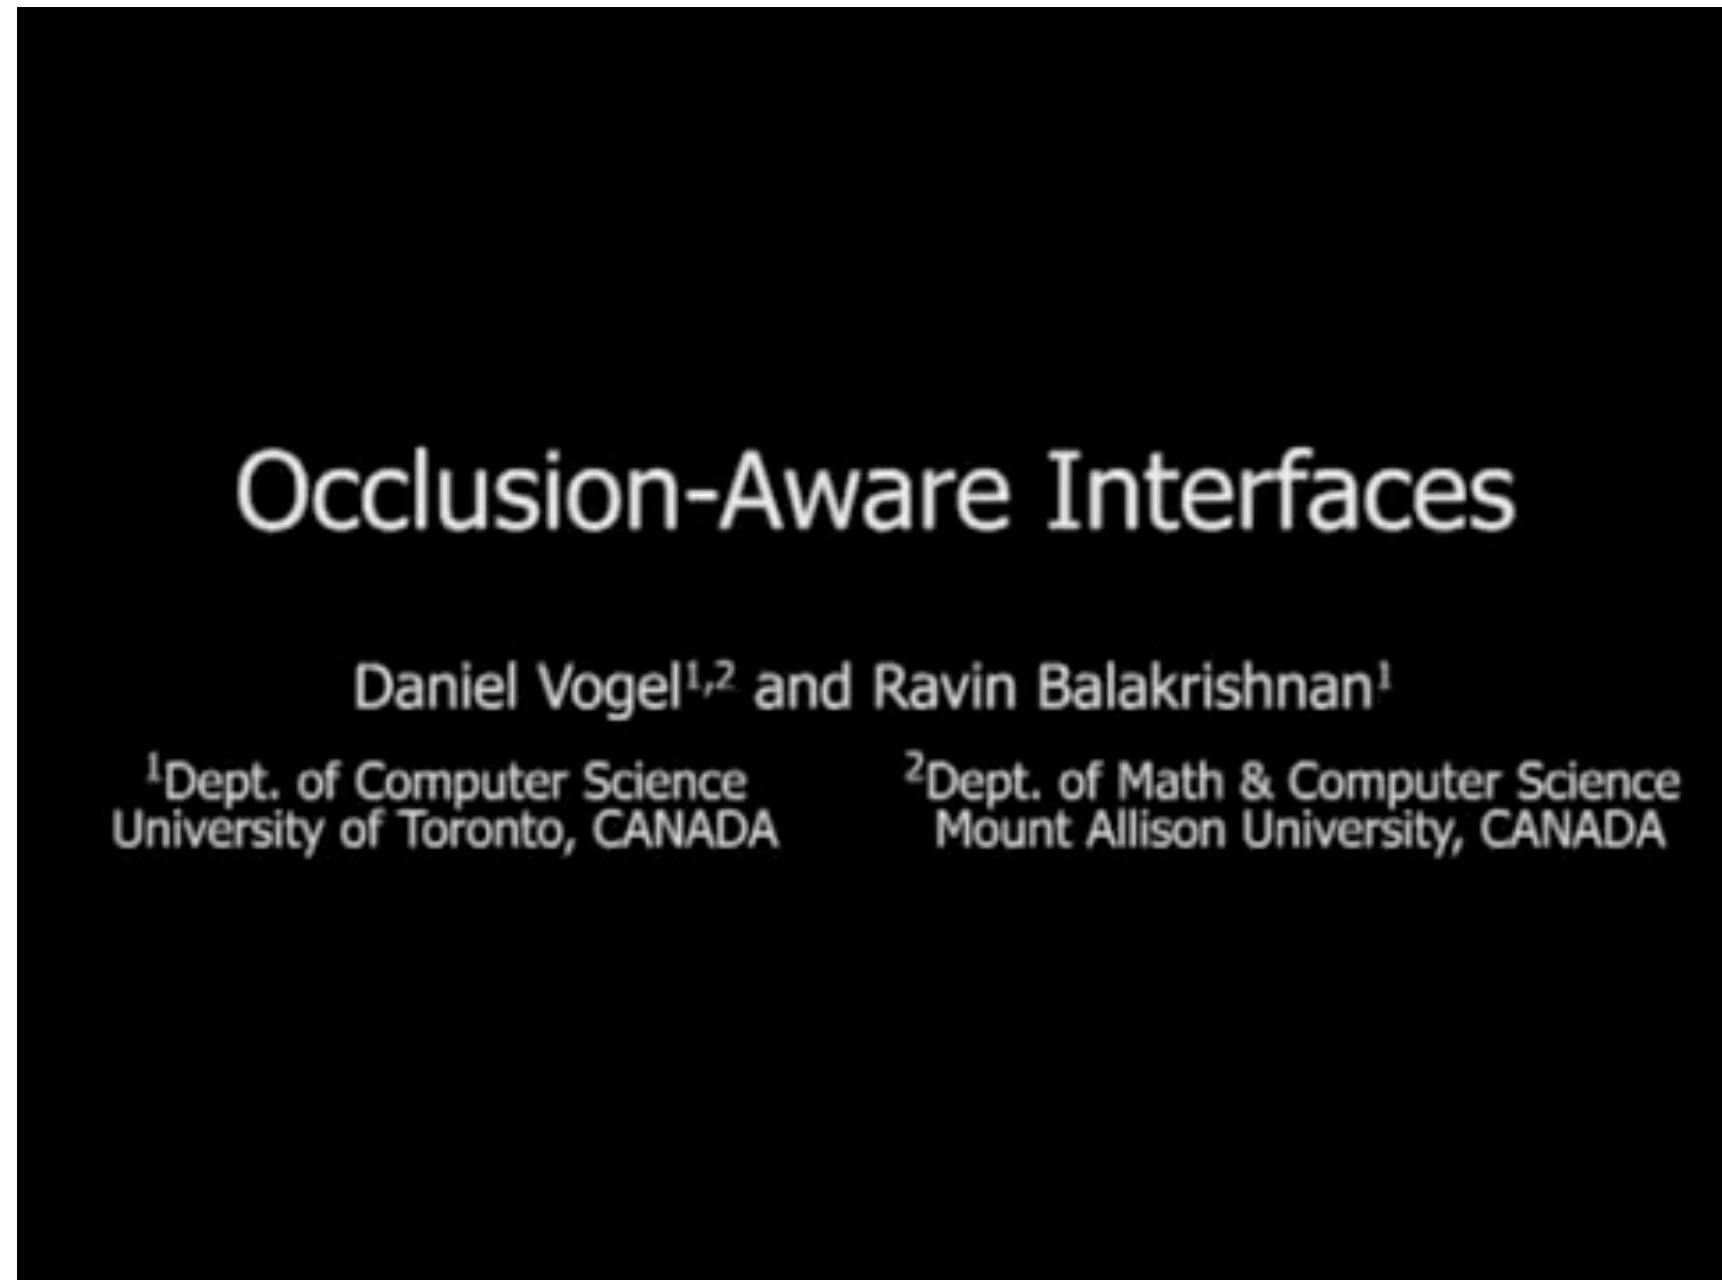 Occlusion-Aware Interfaces
Daniel Vogel¹,² and Ravin Balakrishnan¹
¹Dept. of Computer Science
University of Toronto, CANADA
²Dept. of Math & Computer Science
Mount Allison University, CANADA